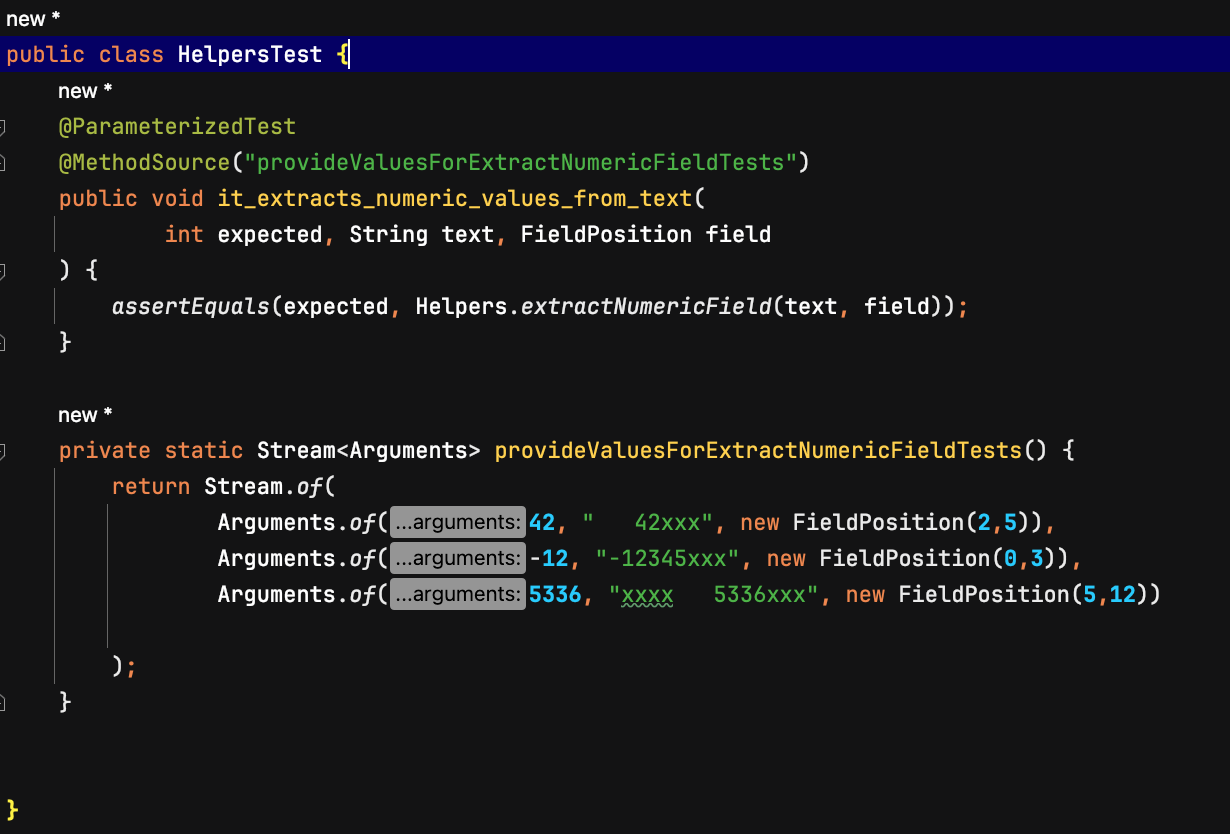 new *
public class HelpersTest {
new *
@ParameterizedTest
@MethodSource("provideValuesForExtractNumericFieldTests")
public void it_extracts_numeric_values_from_text(
int expected, String text, FieldPosition field
) {
assertEquals(expected, Helpers.extractNumericField(text, field));
}
new *
private static Stream<Arguments> provideValuesForExtractNumericFieldTests() {
return Stream.of(
Arguments.of(...arguments: 42, "   42xxx", new FieldPosition(2,5)),
Arguments.of(...arguments: -12, "-12345xxx", new FieldPosition(0,3)),
Arguments.of(...arguments: 5336, "xxxx   5336xxx", new FieldPosition(5,12))
);
}
}